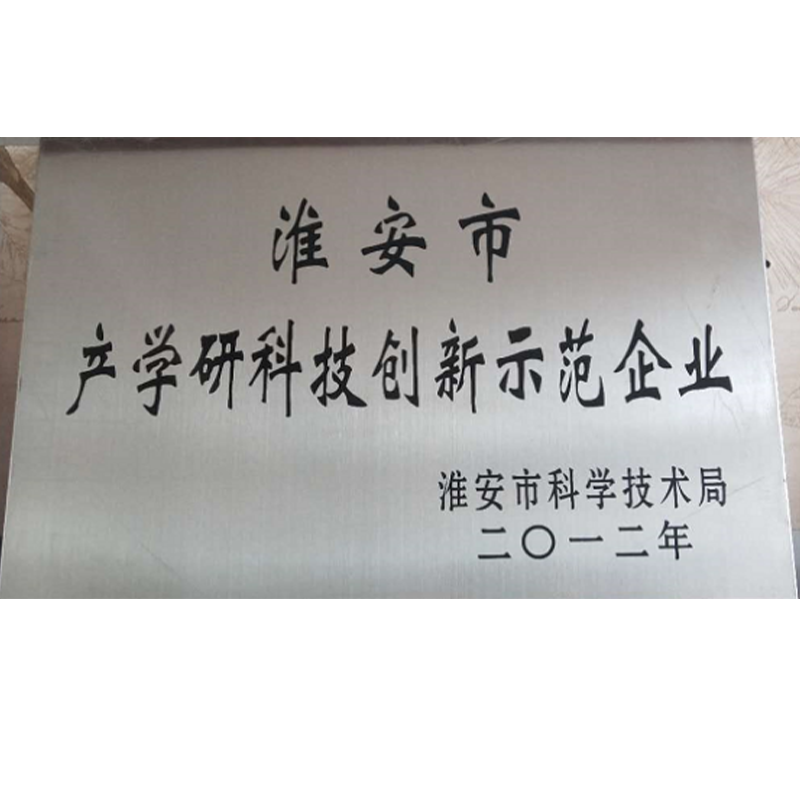 淮安市
产学研科技创新示范企业
淮安市科学技术局
二〇一二年